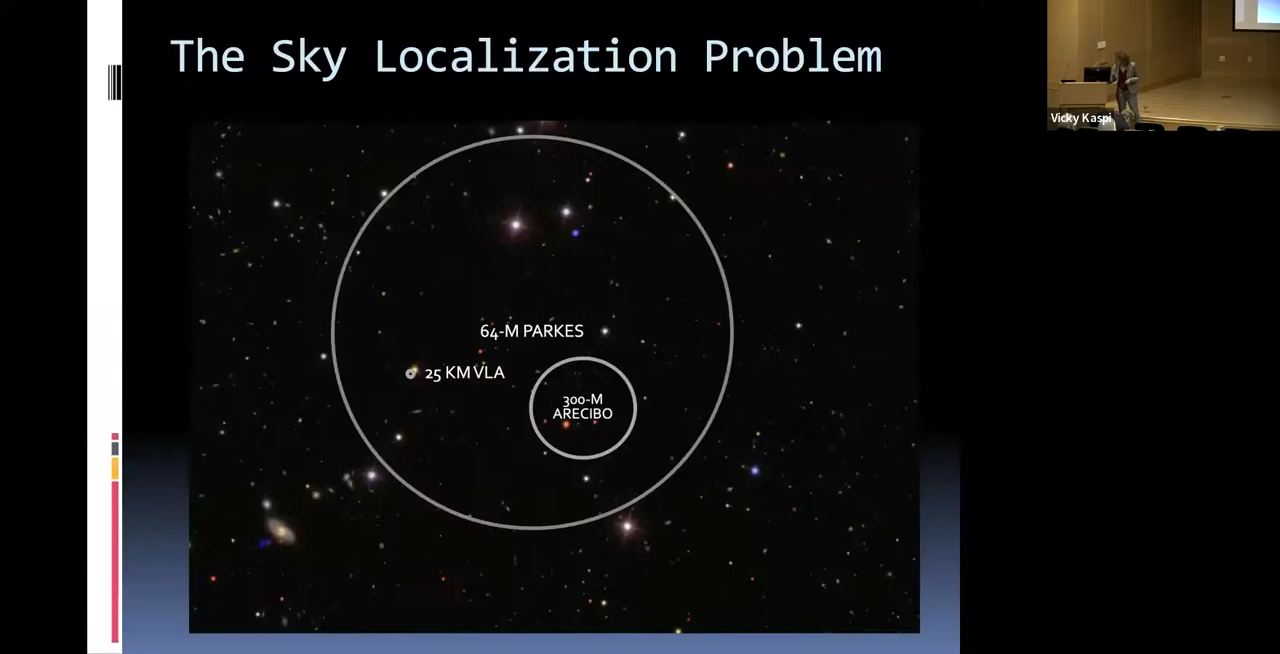 The Sky Localization Problem
Vicky Kaspi
64-M PARKES
25 KM VLA
300-M
ARECIBO